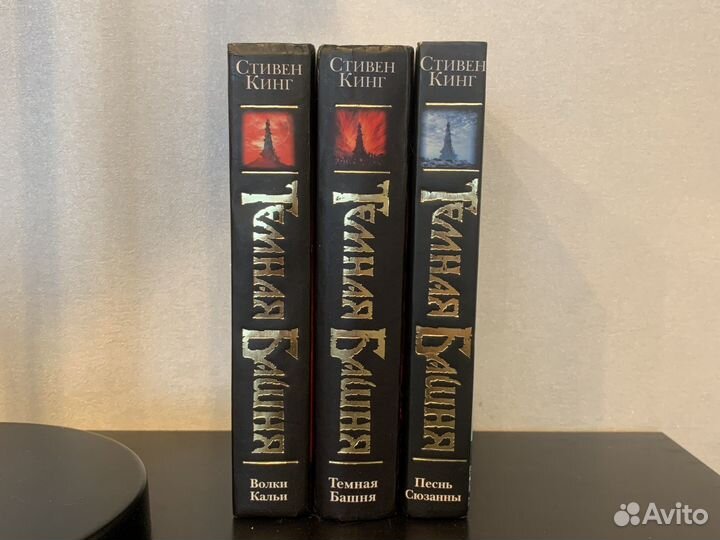 СТИВЕН
КИНГ
Темная Башня
Волки
Кальи
СТИВЕН
КИНГ
Темная Башня
Темная
Башня
СТИВЕН
КИНГ
Темная Башня
Песнь
Сюзанны
Avito